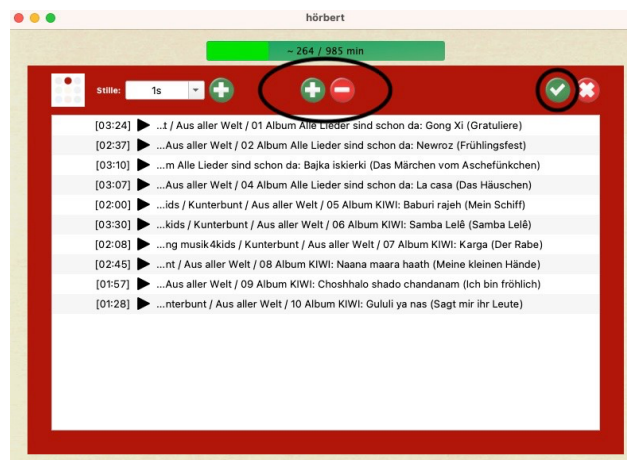 hörbert
~ 264 / 985 min
Stille: 1s
[03:24] ...t / Aus aller Welt / 01 Album Alle Lieder sind schon da: Gong Xi (Gratuliere)
[02:37] ...Aus aller Welt / 02 Album Alle Lieder sind schon da: Newroz (Frühlingsfest)
[03:10] ...m Alle Lieder sind schon da: Bajka iskierki (Das Märchen vom Aschefünkchen)
[03:07] ...Aus aller Welt / 04 Album Alle Lieder sind schon da: La casa (Das Häuschen)
[02:00] ...ids / Kunterbunt / Aus aller Welt / 05 Album KIWI: Baburi rajeh (Mein Schiff)
[03:30] ...kids / Kunterbunt / Aus aller Welt / 06 Album KIWI: Samba Lelê (Samba Lelê)
[02:08] ...ng musik4kids / Kunterbunt / Aus aller Welt / 07 Album KIWI: Karga (Der Rabe)
[02:45] ...nt / Aus aller Welt / 08 Album KIWI: Naana maara haath (Meine kleinen Hände)
[01:57] ...Aus aller Welt / 09 Album KIWI: Choshhalo shado chandanam (Ich bin fröhlich)
[01:28] ...nterbunt / Aus aller Welt / 10 Album KIWI: Gululi ya nas (Sagt mir ihr Leute)